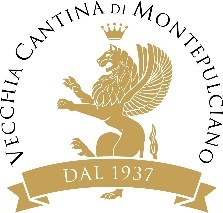 VECCHIA CANTINA DI MONTEPULCIANO
DAL 1937